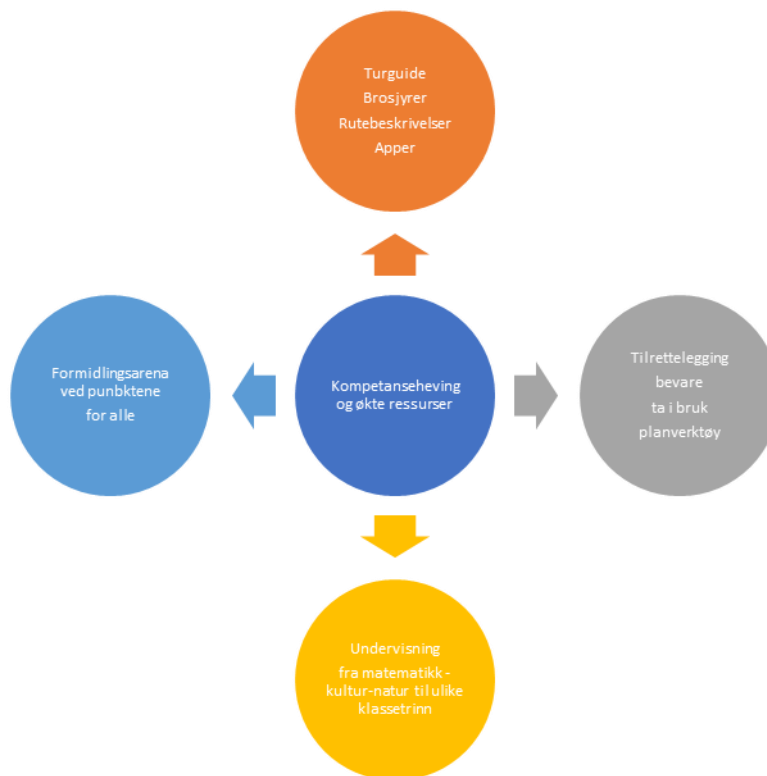 Turguide
Brosjyrer
Rutebeskrivelser
Apper
Formidlingsarena
ved punbktene
for alle
Kompetanseheving
og økte ressurser
Tilrettelegging
bevare
ta i bruk
planverktøy
Undervisning
fra matematikk-
kultur-natur til ulike
klassetrinn